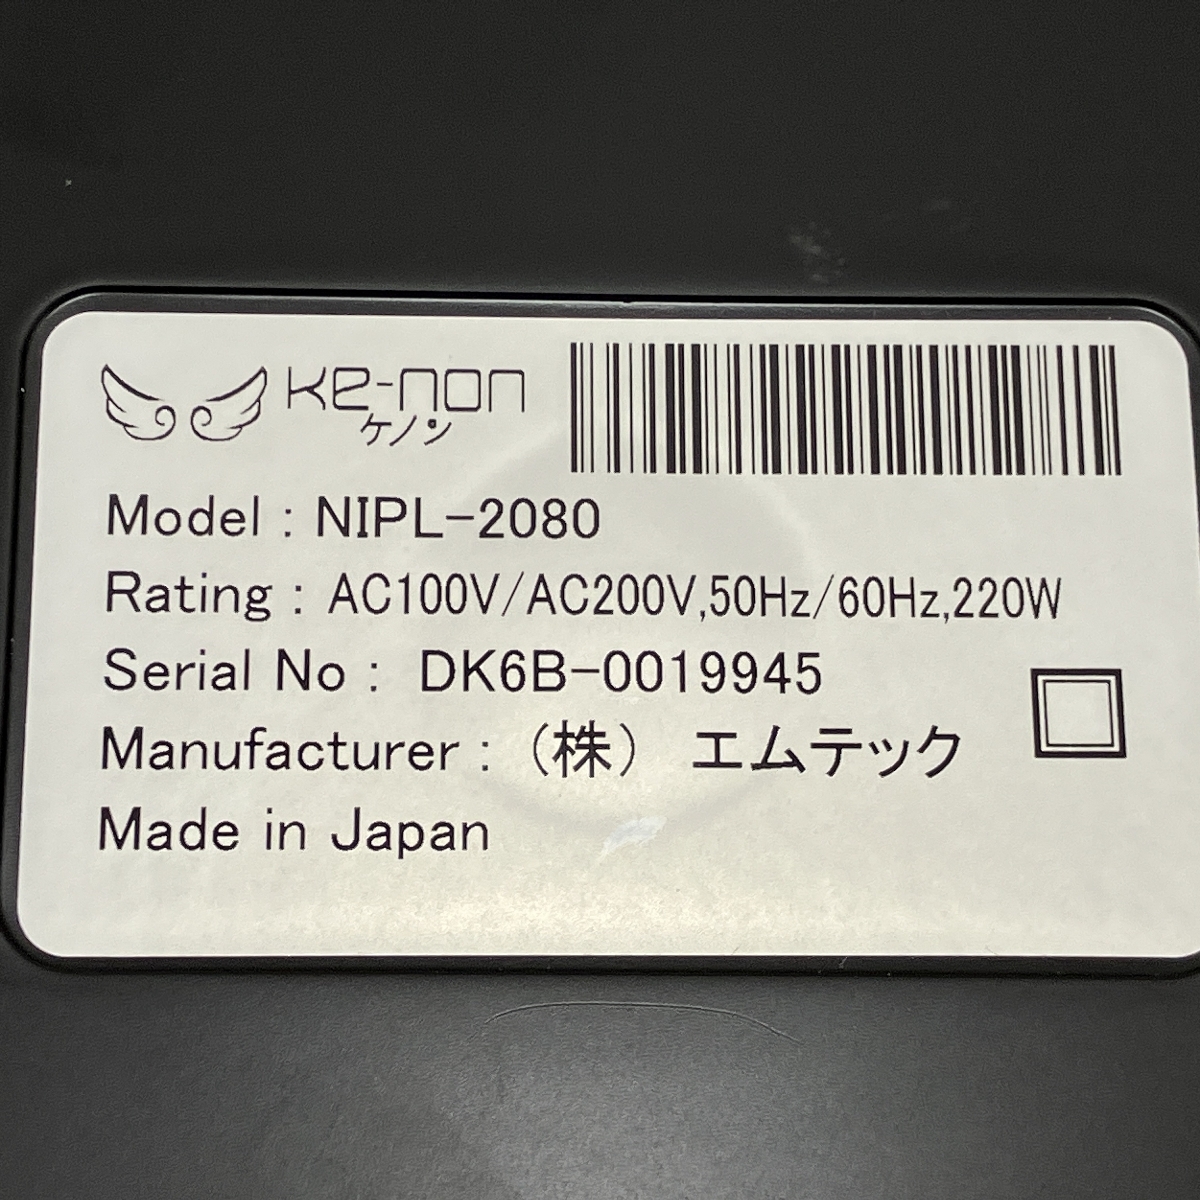 Ke-non
ケノン
Model : NIPL-2080
Rating : AC100V/AC200V,50Hz/60Hz,220W
Serial No : DK6B-0019945
Manufacturer : (株) エムテック
Made in Japan